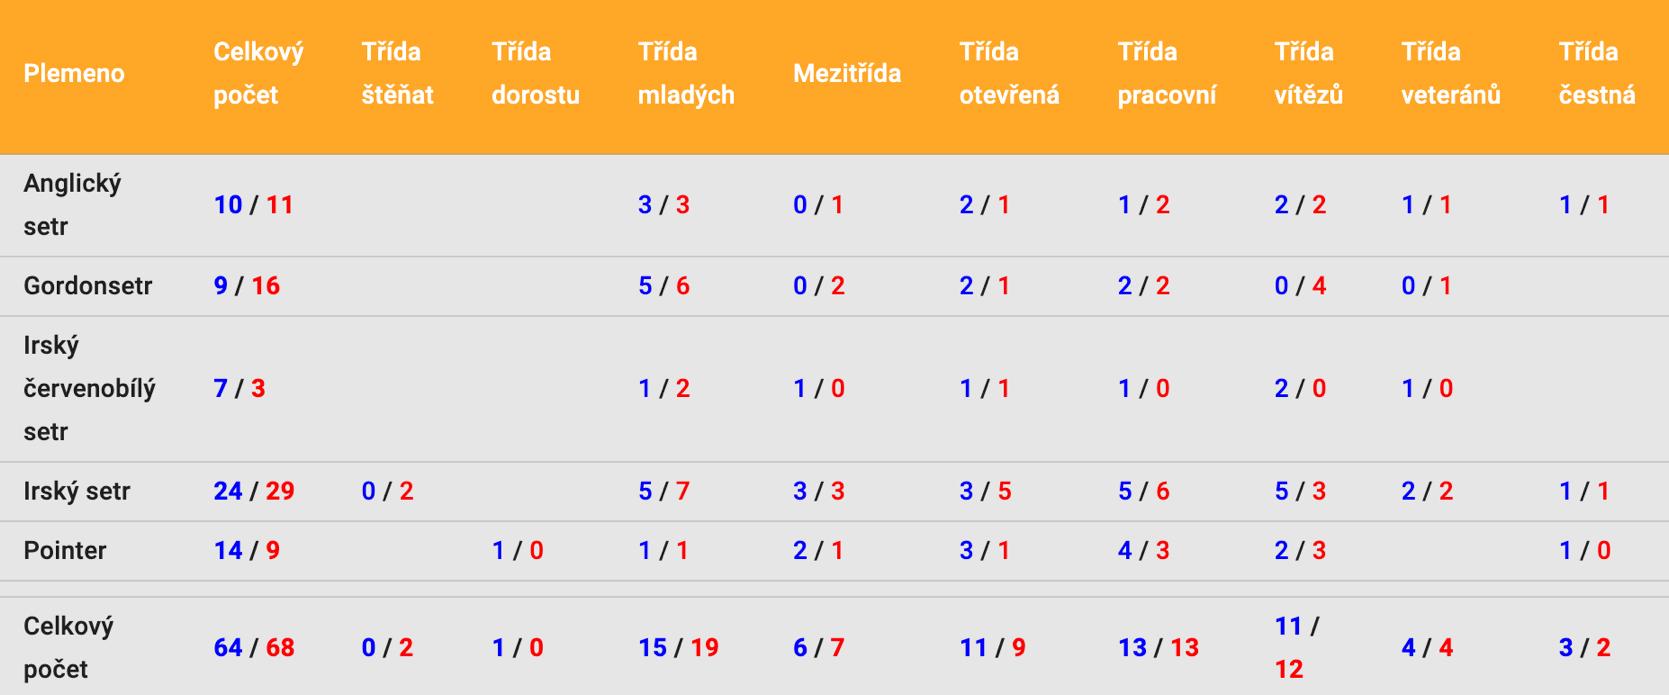 Plemeno Celkový počet Třída štěňat Třída dorostu Třída mladých Mezitřída Třída otevřená Třída pracovní Třída vítězů Třída veteránů Třída čestná
Anglický setr 10 / 11 3 / 3 0 / 1 2 / 1 1 / 2 2 / 2 1 / 1 1 / 1
Gordonsetr 9 / 16 5 / 6 0 / 2 2 / 1 2 / 2 0 / 4 0 / 1
Irský červenobílý setr 7 / 3 1 / 2 1 / 0 1 / 1 1 / 0 2 / 0 1 / 0
Irský setr 24 / 29 0 / 2 5 / 7 3 / 3 3 / 5 5 / 6 5 / 3 2 / 2 1 / 1
Pointer 14 / 9 1 / 0 1 / 1 2 / 1 3 / 1 4 / 3 2 / 3 1 / 0
Celkový počet 64 / 68 0 / 2 1 / 0 15 / 19 6 / 7 11 / 9 13 / 13 11 / 12 4 / 4 3 / 2